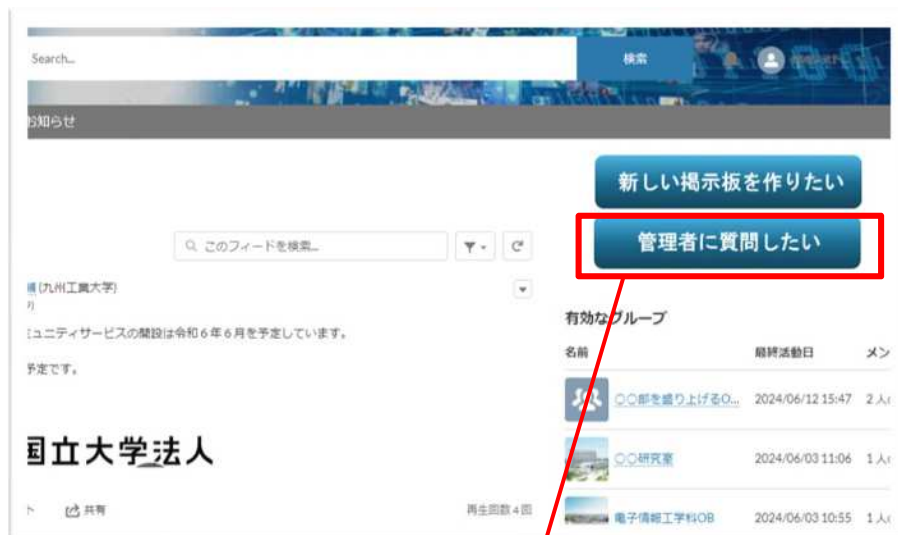 Search...
検索
お知らせ
新しい掲示板を作りたい
管理者に質問したい
このフィードを検索...
(九州工業大学)
ミュニティサービスの開設は令和6年6月を予定しています。
予定です。
有効なグループ
名前 最終活動日 メン
〇〇部を盛り上げるO... 2024/06/12 15:47 2人
〇〇研究室 2024/06/03 11:06 1人
電子情報工学科OB 2024/06/03 10:55 1人
国立大学法人
ト 共有 再生回数4回